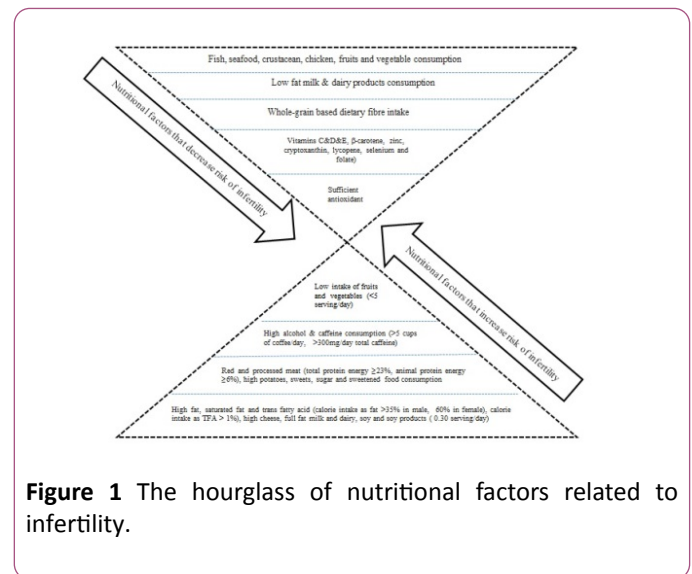 Fish, seafood, crustacean, chicken, fruits and vegetable consumption
Low fat milk & dairy products consumption
Whole-grain based dietary fibre intake
Vitamins C&D&E, β-carotene, zinc,
cryptoxanthin, lycopene, selenium and
folate)
Sufficient
antioxidant
Nutritional factors that decrease risk of infertility
Nutritional factors that increase risk of infertility
Low intake of fruits
and vegetables (<5
serving/day)
High alcohol & caffeine consumption (>5 cups
of coffee/day, >300mg/day total caffeine)
Red and processed meat (total protein energy ≥23%, animal protein energy
≥6%), high potatoes, sweets, sugar and sweetened food consumption
High fat, saturated fat and trans fatty acid (calorie intake as fat >35% in male, 60% in female), calorie
intake as TFA > 1%), high cheese, full fat milk and dairy, soy and soy products ( 0.30 serving/day)
Figure 1 The hourglass of nutritional factors related to
infertility.